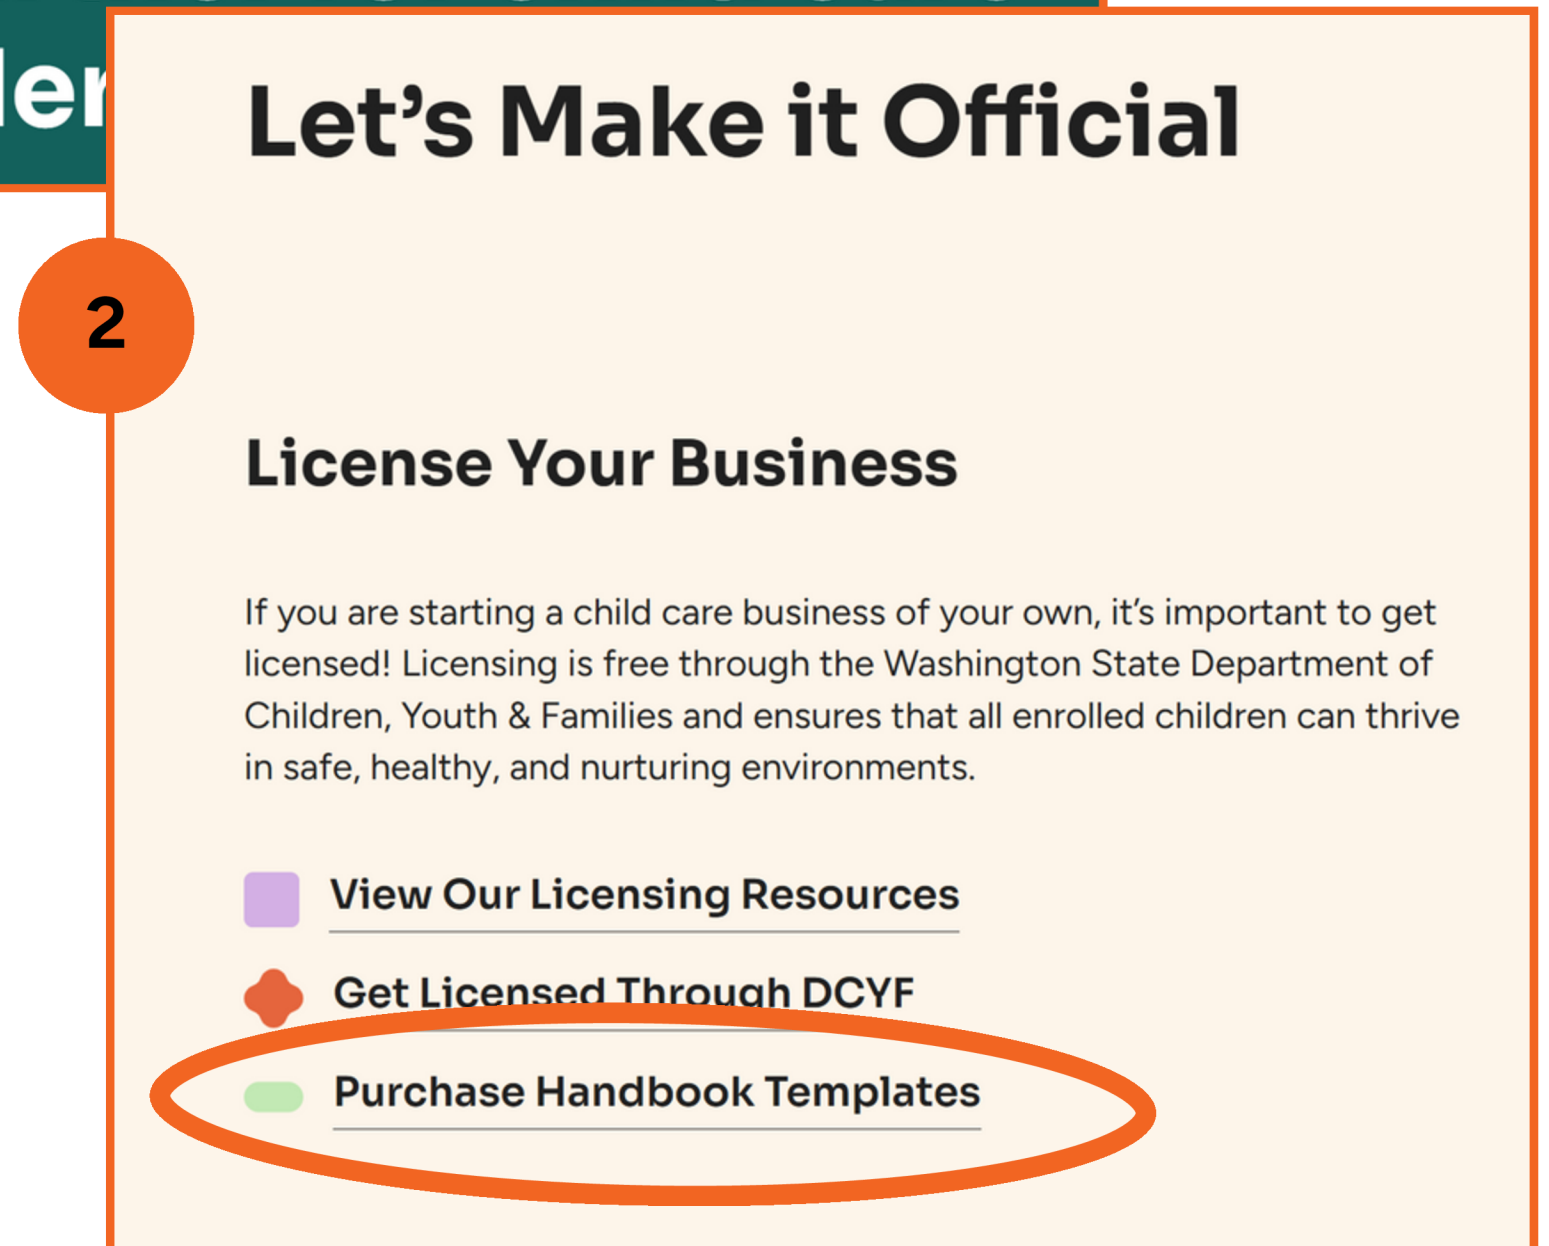 Let's Make it Official
2
License Your Business
If you are starting a child care business of your own, it's important to get
licensed! Licensing is free through the Washington State Department of
Children, Youth & Families and ensures that all enrolled children can thrive
in safe, healthy, and nurturing environments.
View Our Licensing Resources
Get Licensed Through DCYF
Purchase Handbook Templates